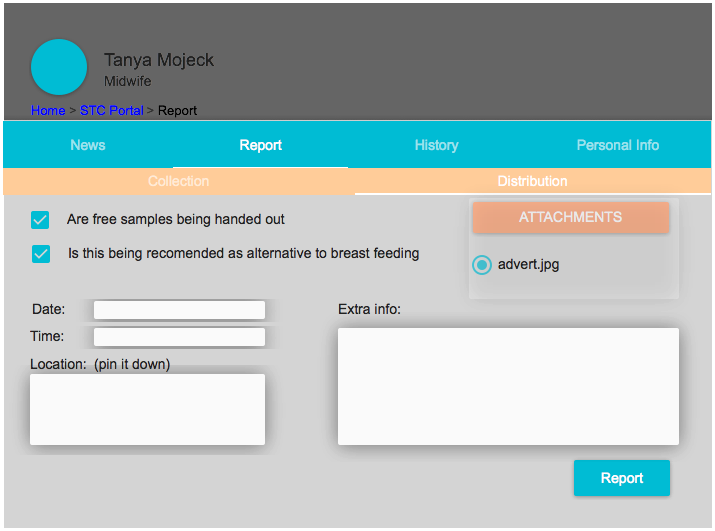 Tanya Mojeck
Midwife
Home > STC Portal > Report
News Report History Personal Info
Collection Distribution
Are free samples being handed out
ATTACHMENTS
Is this being recomended as alternative to breast feeding
advert.jpg
Date:
Extra info:
Time:
Location: (pin it down)
Report